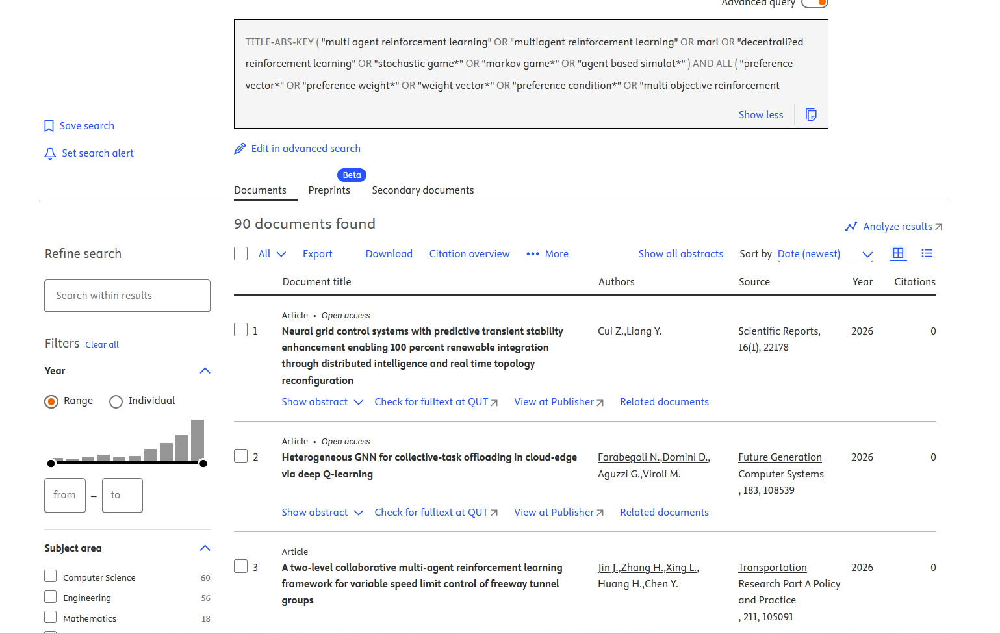 Advanced query
TITLE-ABS-KEY ( "multi agent reinforcement learning" OR "multiagent reinforcement learning" OR marl OR "decentrali?ed
reinforcement learning" OR "stochastic game*" OR "markov game*" OR "agent based simulat*" ) AND ALL ( "preference
vector*" OR "preference weight*" OR "weight vector*" OR "preference condition*" OR "multi objective reinforcement
Show less
Save search
Set search alert
Edit in advanced search
Beta
Documents Preprints Secondary documents
90 documents found
Analyze results
Refine search
All Export Download Citation overview More Show all abstracts Sort by Date (newest)
Document title Authors Source Year Citations
Search within results
Filters Clear all
Year
Range Individual
from – to
Subject area
Computer Science 60
Engineering 56
Mathematics 18
Article • Open access
1 Neural grid control systems with predictive transient stability Cui Z.,Liang Y. Scientific Reports, 2026 0
enhancement enabling 100 percent renewable integration 16(1), 22178
through distributed intelligence and real time topology
reconfiguration
Show abstract Check for fulltext at QUT View at Publisher Related documents
Article • Open access
2 Heterogeneous GNN for collective-task offloading in cloud-edge Farabegoli N.,Domini D., Future Generation 2026 0
via deep Q-learning Aguzzi G.,Viroli M. Computer Systems
, 183, 108539
Show abstract Check for fulltext at QUT View at Publisher Related documents
Article
3 A two-level collaborative multi-agent reinforcement learning Jin J.,Zhang H.,Xing L., Transportation 2026 0
framework for variable speed limit control of freeway tunnel Huang H.,Chen Y. Research Part A Policy
groups and Practice
, 211, 105091